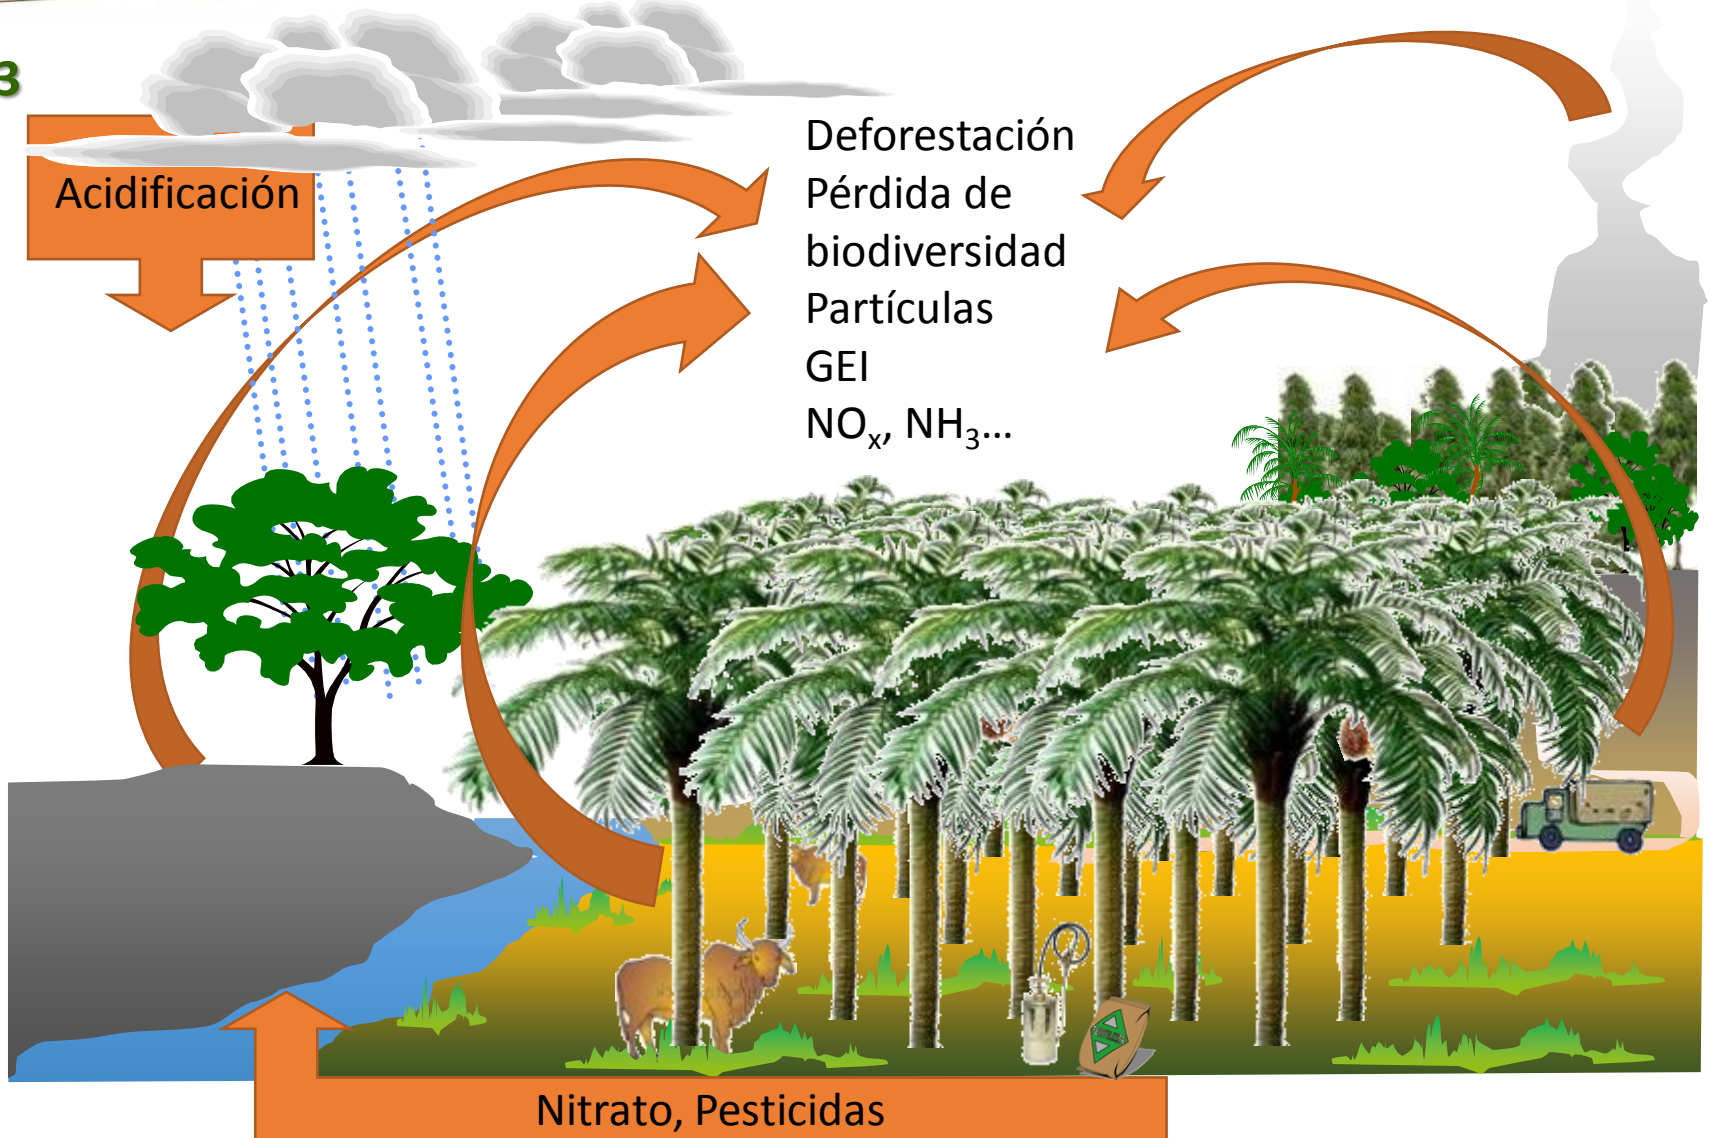 3
Acidificación
Deforestación
Pérdida de
biodiversidad
Partículas
GEI
NOₓ, NH₃...
Nitrato, Pesticidas